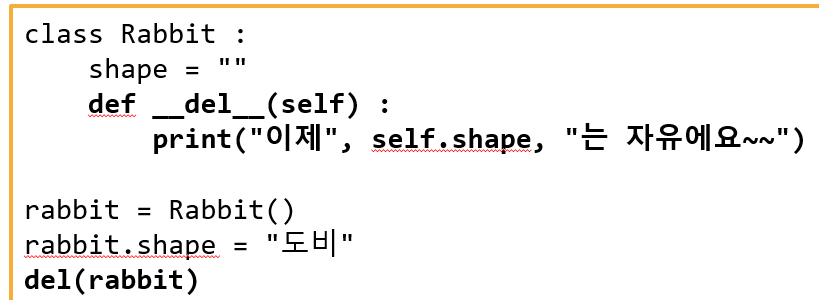 class Rabbit :
    shape = ""
    def __del__(self) :
        print("이제", self.shape, "는 자유에요~~")
rabbit = Rabbit()
rabbit.shape = "도비"
del(rabbit)